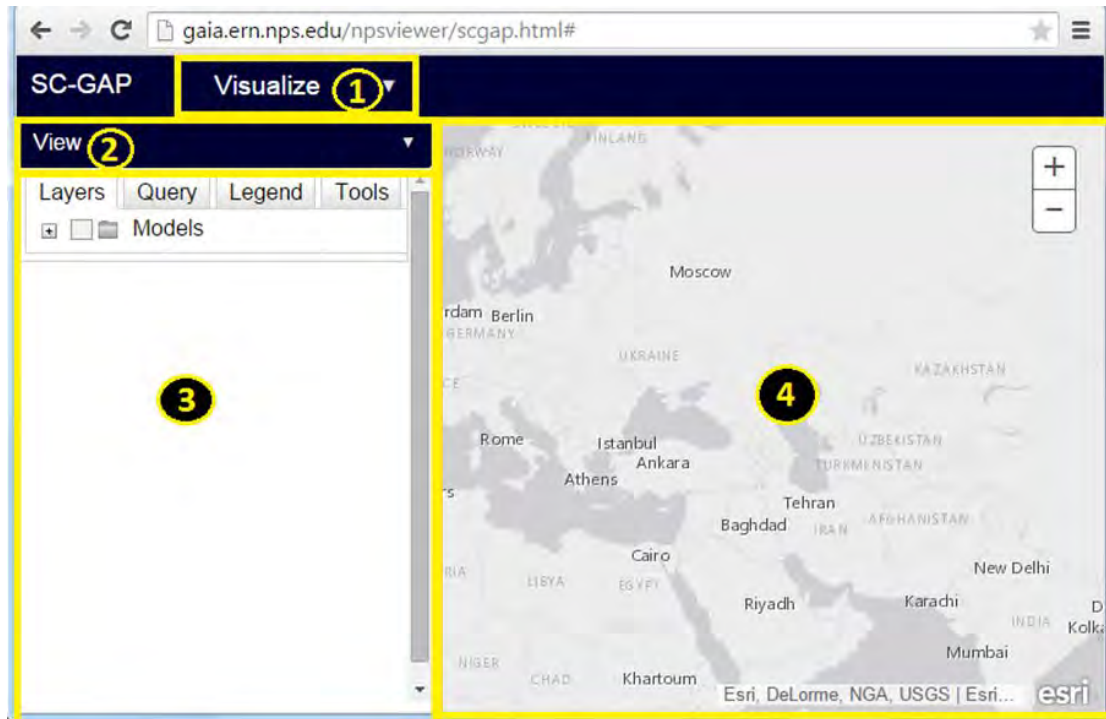 gaia.ern.nps.edu/npsviewer/scgap.html#
SC-GAP Visualize 1
View 2
Layers Query Legend Tools
Models
3
4
+
−
FINLAND
NORWAY
Moscow
rdam Berlin
GERMANY
UKRAINE
KAZAKHSTAN
CE
Rome Istanbul UZBEKISTAN
Ankara TURKMENISTAN
Athens
rs
Tehran
Baghdad IRAN AFGHANISTAN
Cairo
RIA LIBYA EGYPT New Delhi
Riyadh Karachi D
INDIA Kolka
Mumbai
NIGER CHAD Khartoum
Esri, DeLorme, NGA, USGS | Esri... esri